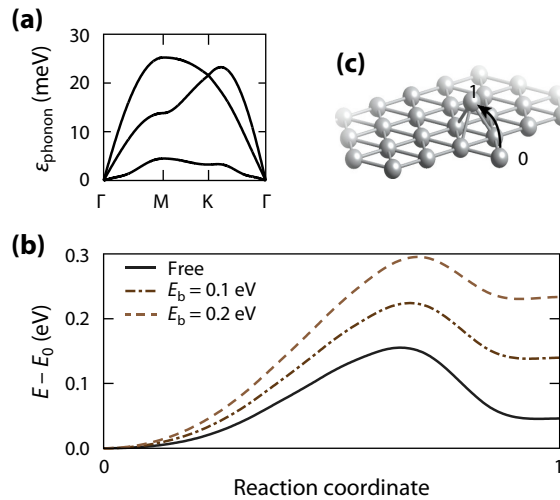 (a)
30
20
10
0
ε_phonon (meV)
Γ M K Γ
(c)
1
0
(b)
0.3
0.2
0.1
0.0
E − E₀ (eV)
Free
E_b = 0.1 eV
E_b = 0.2 eV
0 1
Reaction coordinate